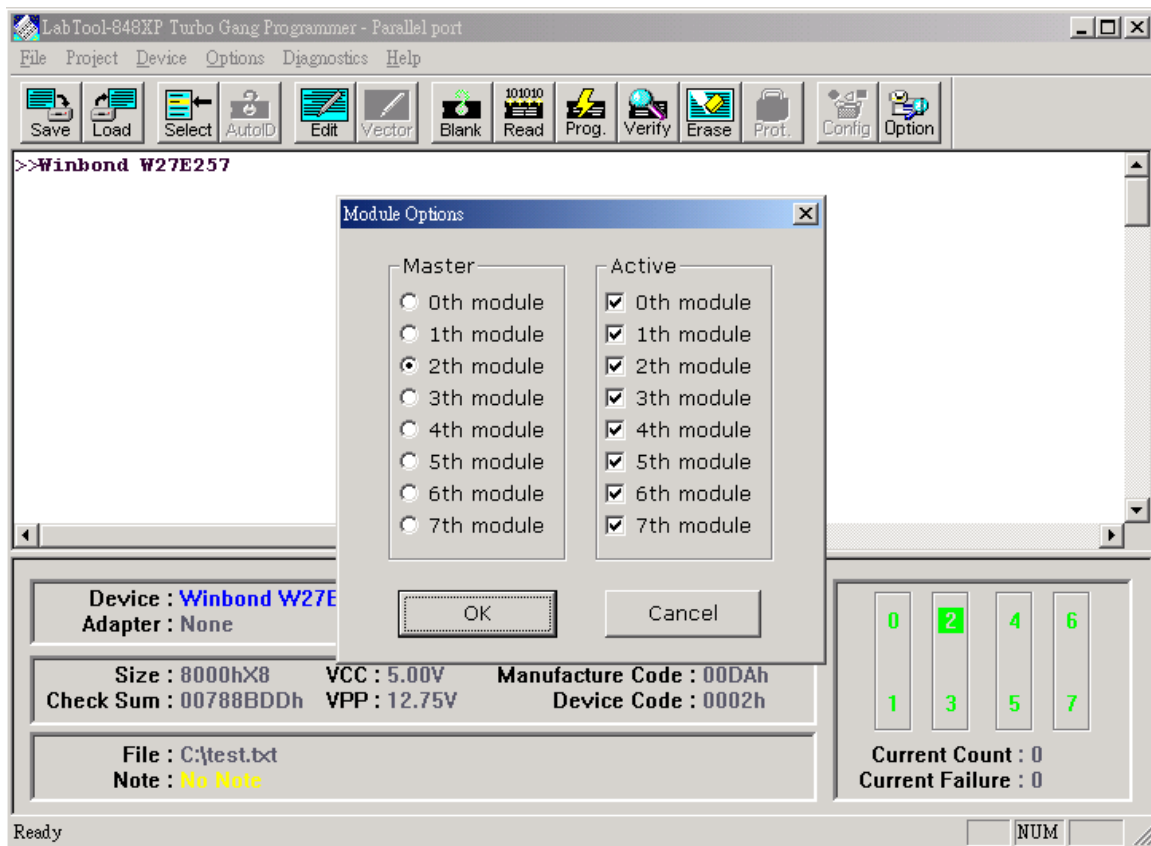 LabTool-848XP Turbo Gang Programmer - Parallel port
File Project Device Options Diagnostics Help
Save Load Select AutoID Edit Vector Blank 101010 Read Prog. Verify Erase Prot. Config Option
>>Winbond W27E257
Module Options
Master
0th module
1th module
2th module
3th module
4th module
5th module
6th module
7th module
Active
0th module
1th module
2th module
3th module
4th module
5th module
6th module
7th module
OK Cancel
Device : Winbond W27E
Adapter : None
Size : 8000hX8 VCC : 5.00V Manufacture Code : 00DAh
Check Sum : 00788BDDh VPP : 12.75V Device Code : 0002h
File : C:\test.txt
Note : No Note
0 2 4 6
1 3 5 7
Current Count : 0
Current Failure : 0
Ready NUM